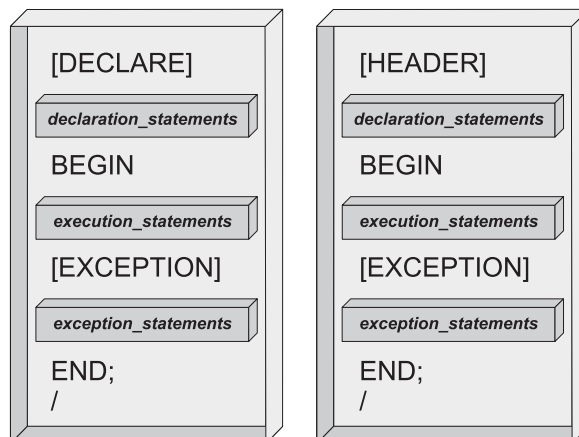 [DECLARE]
declaration_statements
BEGIN
execution_statements
[EXCEPTION]
exception_statements
END;
/
[HEADER]
declaration_statements
BEGIN
execution_statements
[EXCEPTION]
exception_statements
END;
/